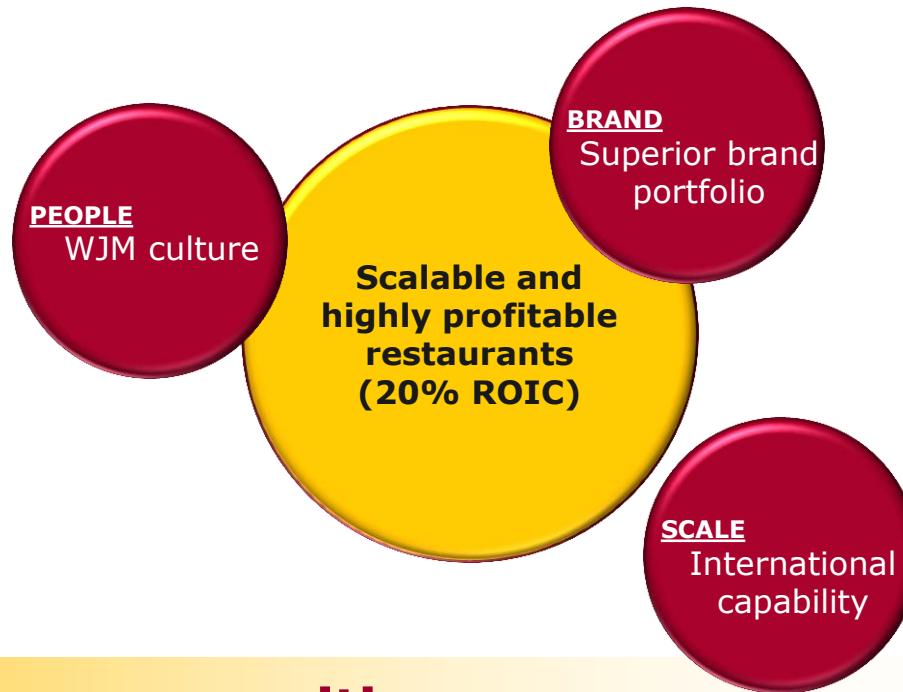 PEOPLE
WJM culture
BRAND
Superior brand
portfolio
Scalable and
highly profitable
restaurants
(20% ROIC)
SCALE
International
capability